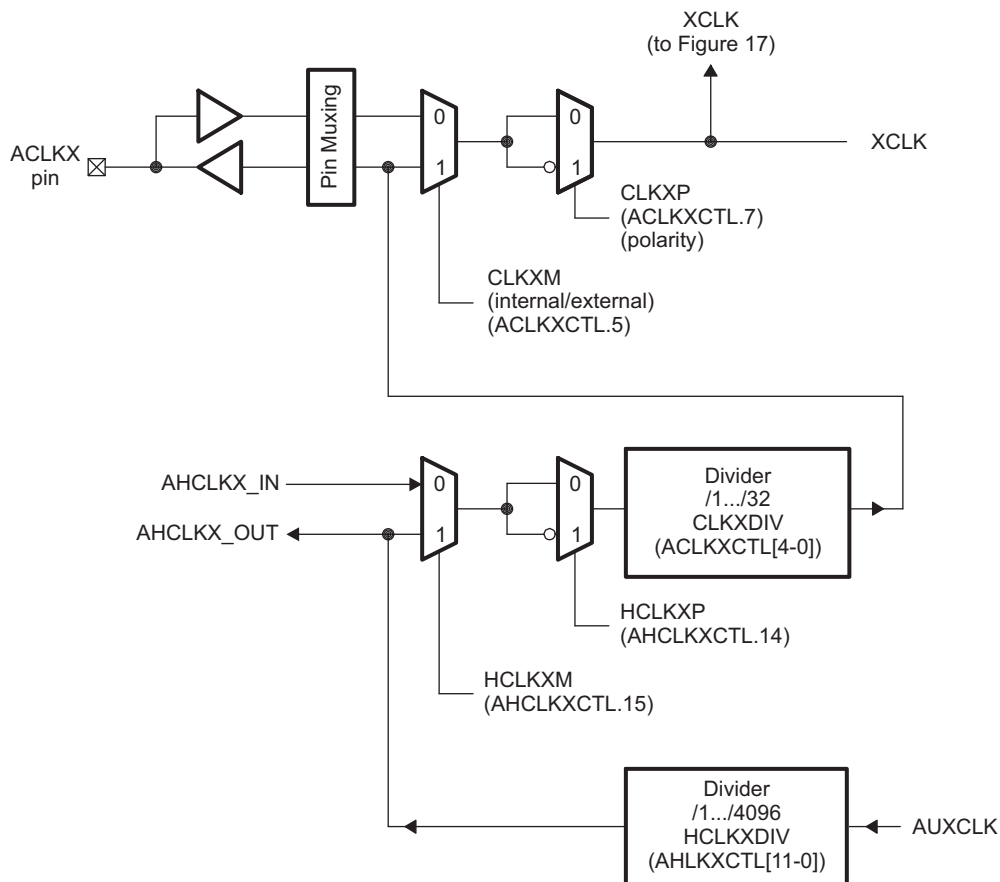 XCLK
(to Figure 17)
Pin Muxing
0
1
0
1
ACLKX
pin
XCLK
CLKXP
(ACLKXCTL.7)
(polarity)
CLKXM
(internal/external)
(ACLKXCTL.5)
AHCLKX_IN
AHCLKX_OUT
0
1
0
1
Divider
/1.../32
CLKXDIV
(ACLKXCTL[4-0])
HCLKXP
(AHCLKXCTL.14)
HCLKXM
(AHCLKXCTL.15)
Divider
/1.../4096
HCLKXDIV
(AHLKXCTL[11-0])
AUXCLK